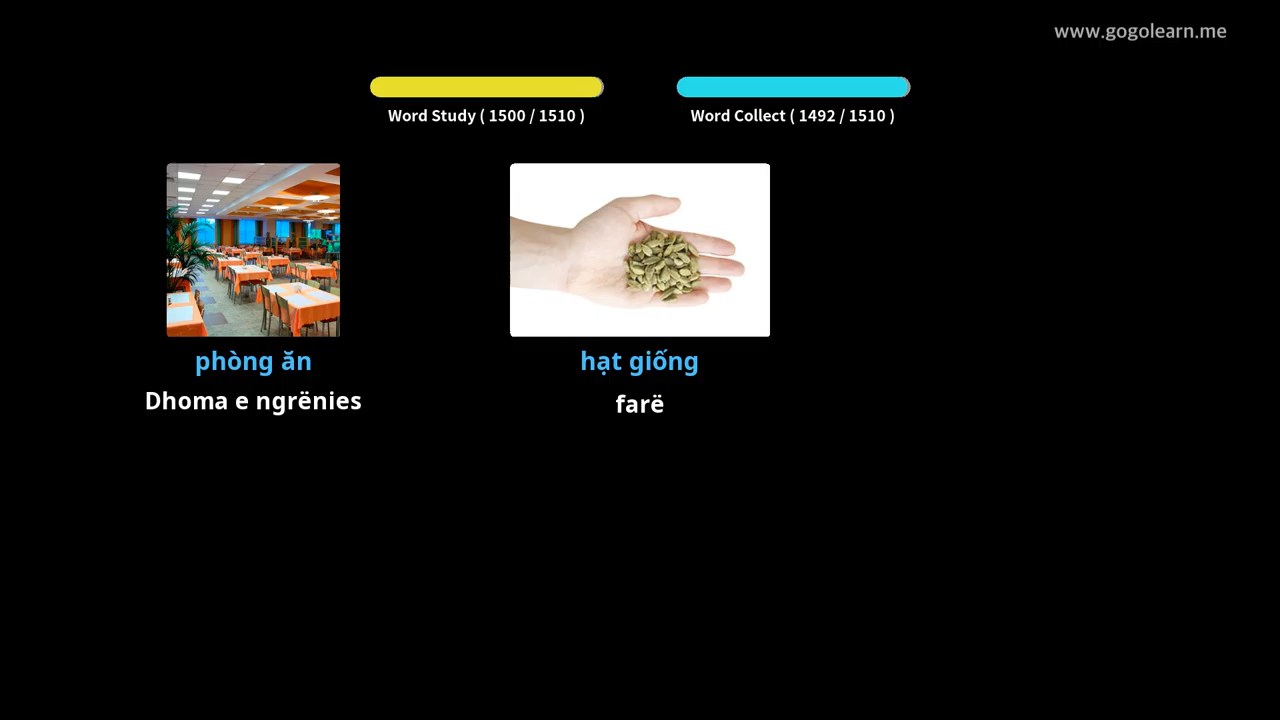 www.gogolearn.me
Word Study ( 1500 / 1510 )
Word Collect ( 1492 / 1510 )
phòng ăn
Dhoma e ngrënies
hạt giống
farë